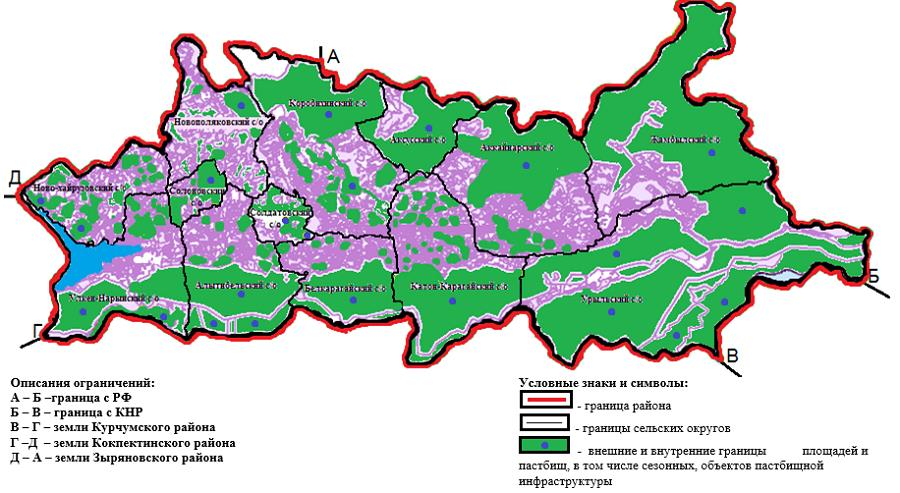 А
Коробихинский с/о
Новополяковский с/о
Аксуский с/о
Аккайнарский с/о
Жамбылский с/о
Д
Ново-хайрузовский с/о
Солоновский
с/о
Солдатовский
с/о
Улкен-Нарынский с/о
Алтынбельский с/о
Белкарагайский с/о
Катон-Карагайский с/о
Урыльский с/о
Б
Г
В
Описания ограничений:
А – Б –граница с РФ
Б – В – граница с КНР
В – Г – земли Курчумского района
Г –Д – земли Кокпектинского района
Д – А – земли Зыряновского района
Условные знаки и символы:
- граница района
- границы сельских округов
- внешние и внутренние границы площадей и
пастбищ, в том числе сезонных, объектов пастбищной
инфраструктуры